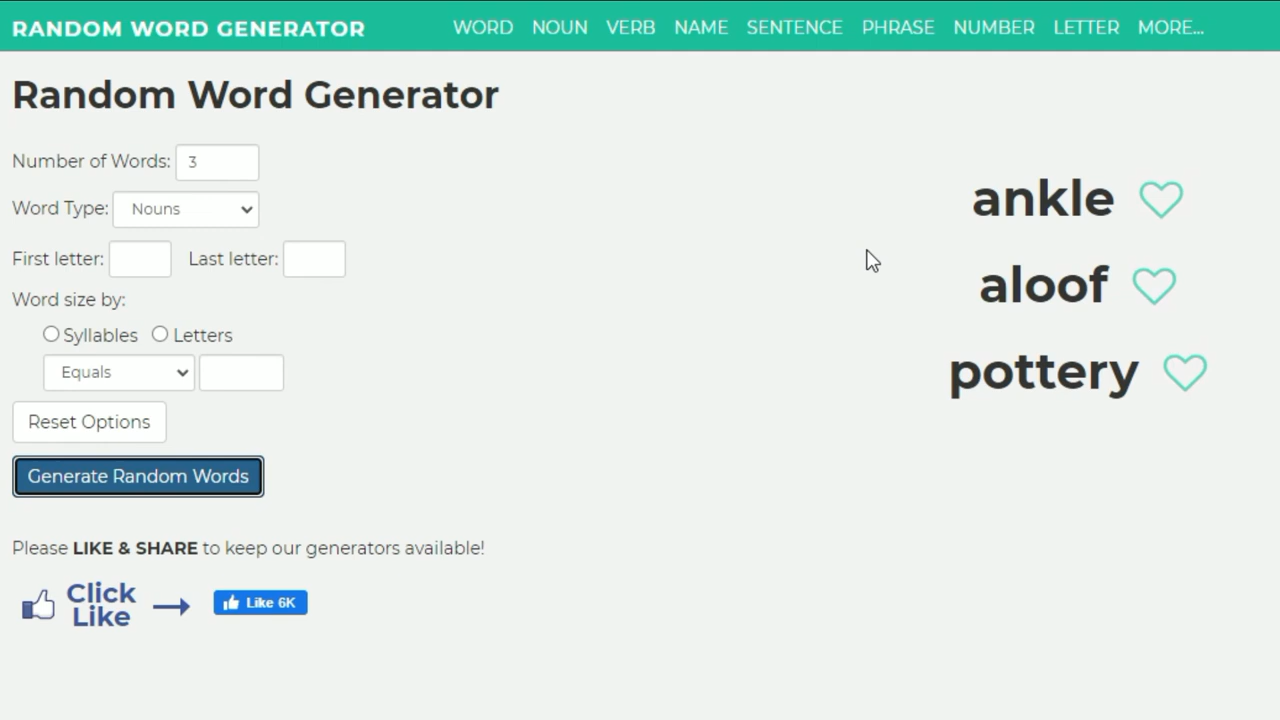 RANDOM WORD GENERATOR WORD NOUN VERB NAME SENTENCE PHRASE NUMBER LETTER MORE...
Random Word Generator
Number of Words: 3
Word Type: Nouns
First letter: Last letter:
Word size by:
Syllables Letters
Equals
Reset Options
Generate Random Words
Please LIKE & SHARE to keep our generators available!
Click
Like
Like 6K
ankle
aloof
pottery